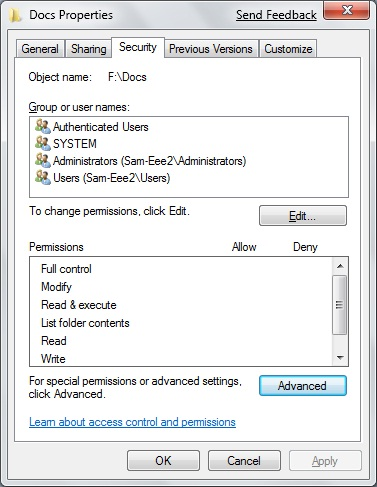 Docs Properties
Send Feedback
General Sharing Security Previous Versions Customize
Object name: F:\Docs
Group or user names:
Authenticated Users
SYSTEM
Administrators (Sam-Eee2\Administrators)
Users (Sam-Eee2\Users)
To change permissions, click Edit.
Edit...
Permissions Allow Deny
Full control
Modify
Read & execute
List folder contents
Read
Write
For special permissions or advanced settings,
click Advanced.
Advanced
Learn about access control and permissions
OK Cancel Apply